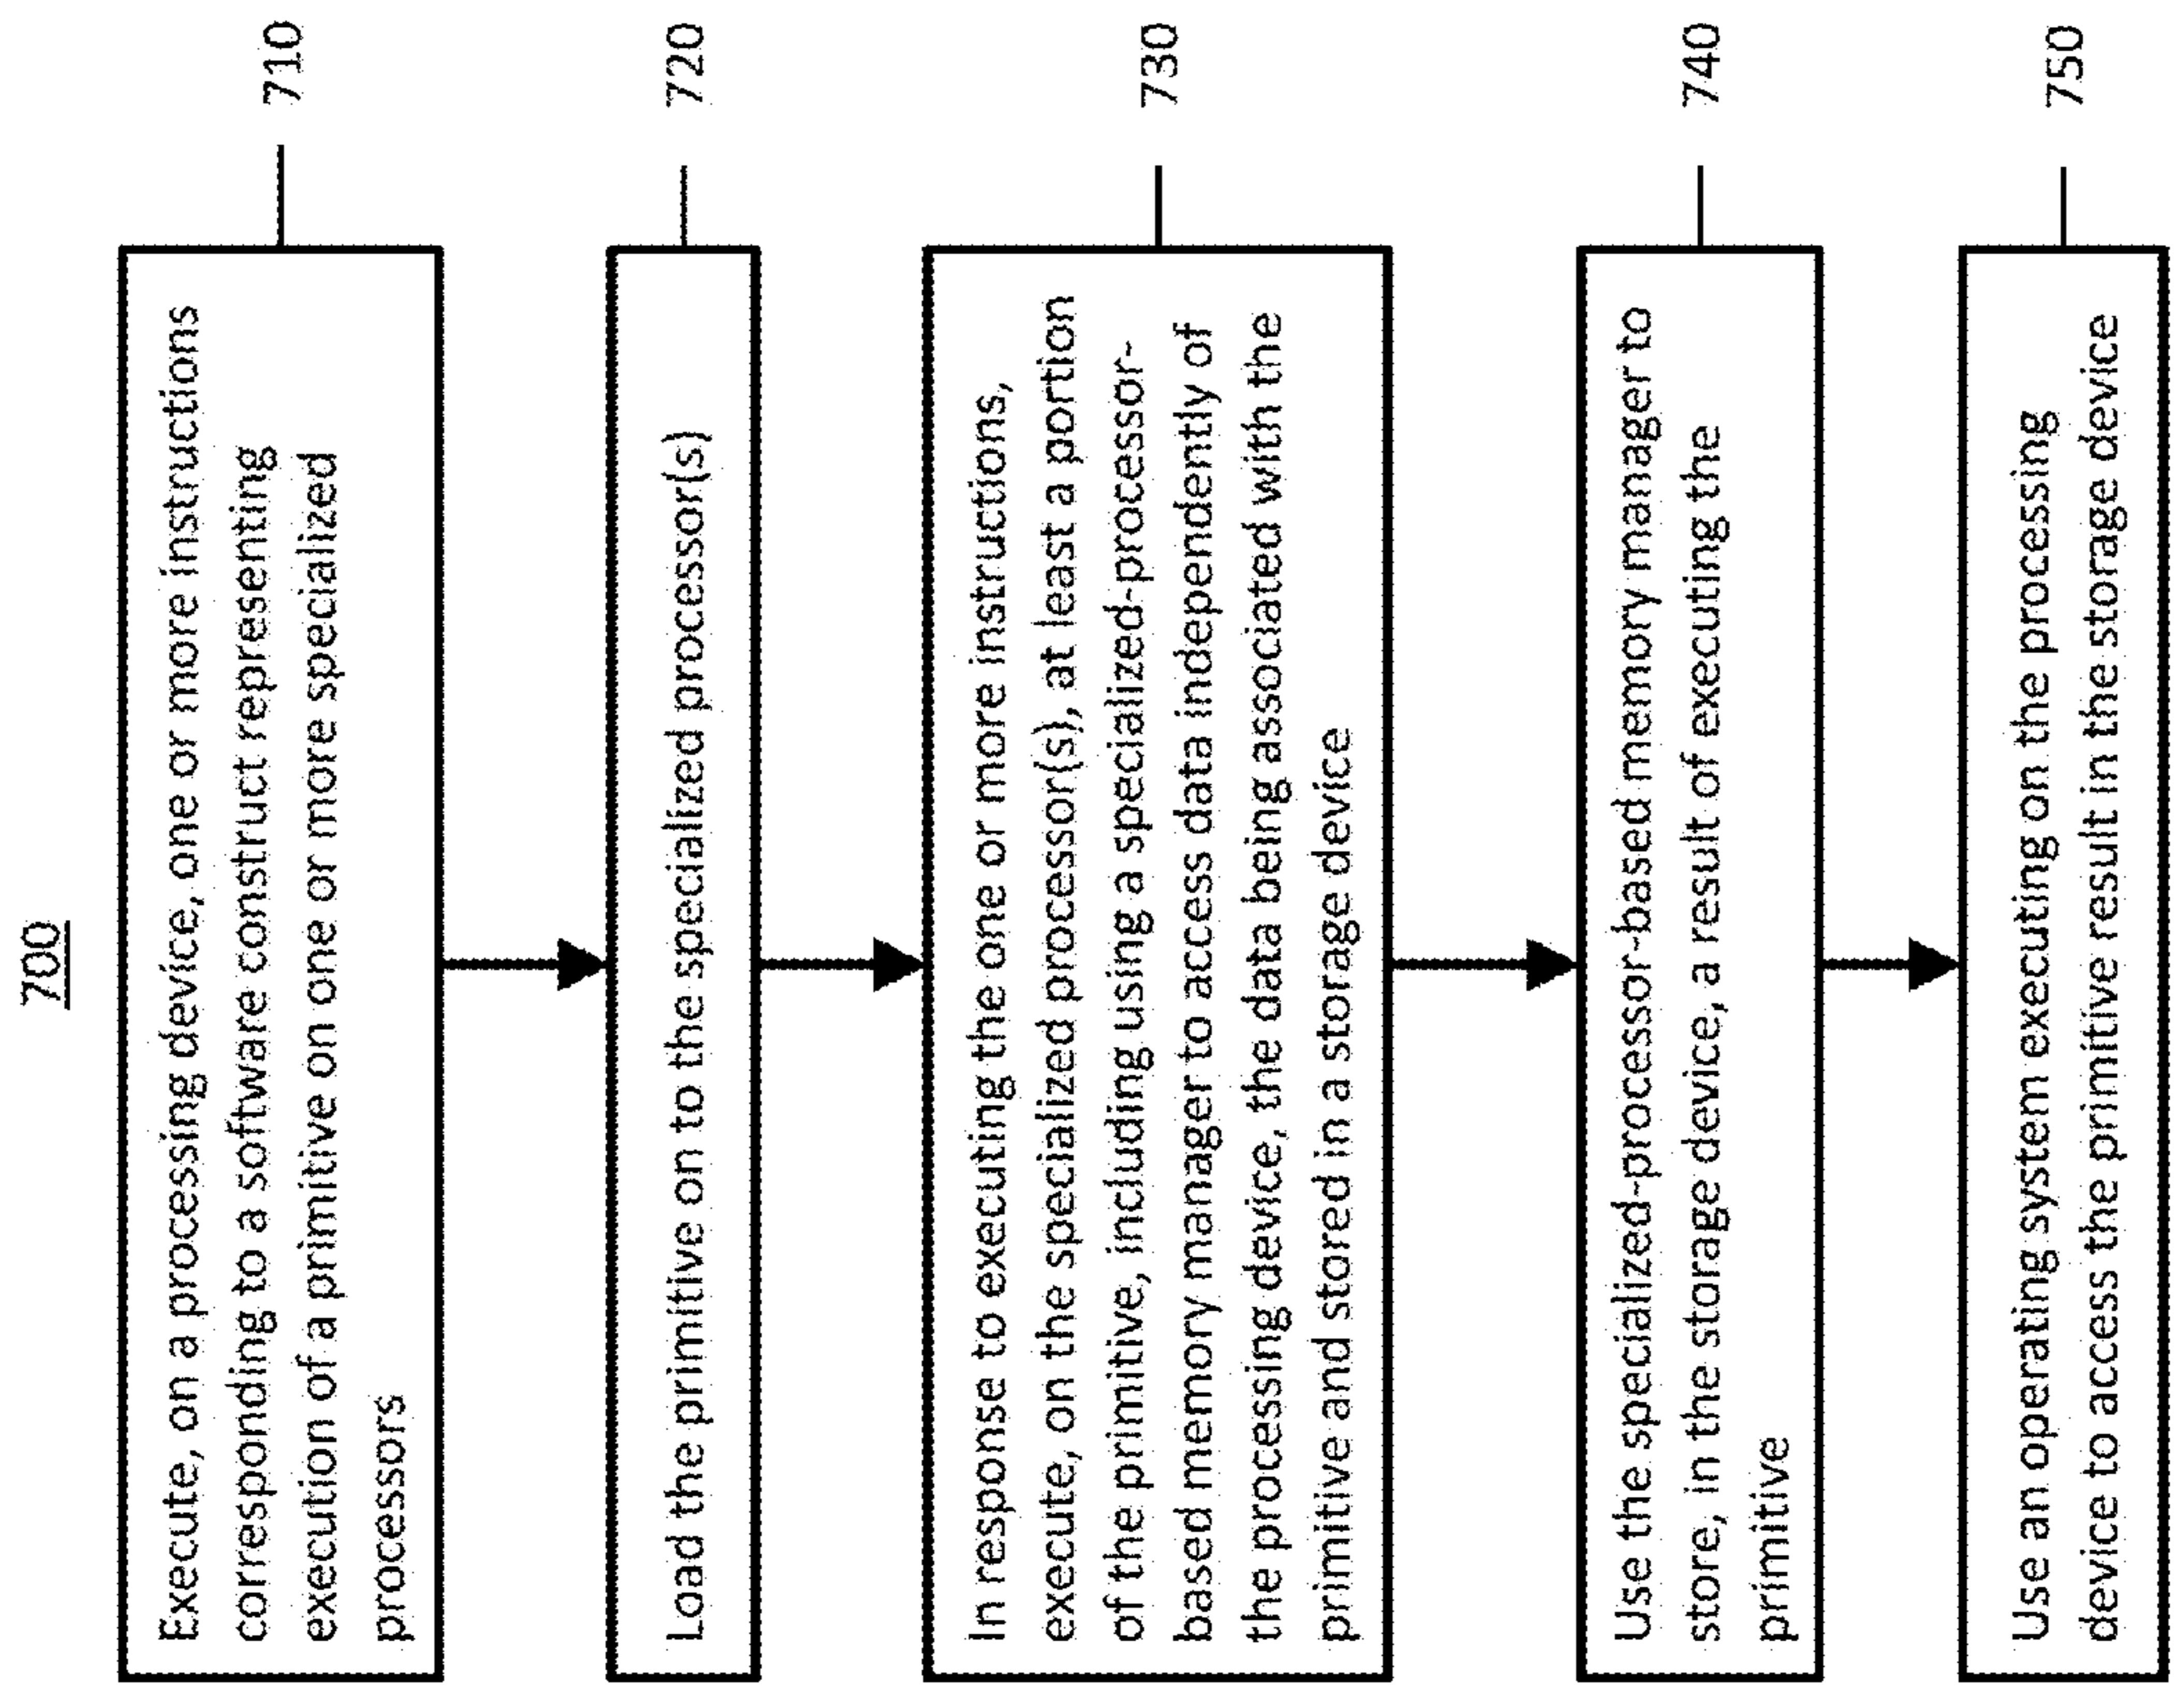 700
Execute, on a processing device, one or more instructions
corresponding to a software construct representing
execution of a primitive on one or more specialized
processors
710
Load the primitive on to the specialized processor(s)
720
In response to executing the one or more instructions,
execute, on the specialized processor(s), at least a portion
of the primitive, including using a specialized-processor-
based memory manager to access data independently of
the processing device, the data being associated with the
primitive and stored in a storage device
730
Use the specialized-processor-based memory manager to
store, in the storage device, a result of executing the
primitive
740
Use an operating system executing on the processing
device to access the primitive result in the storage device
750